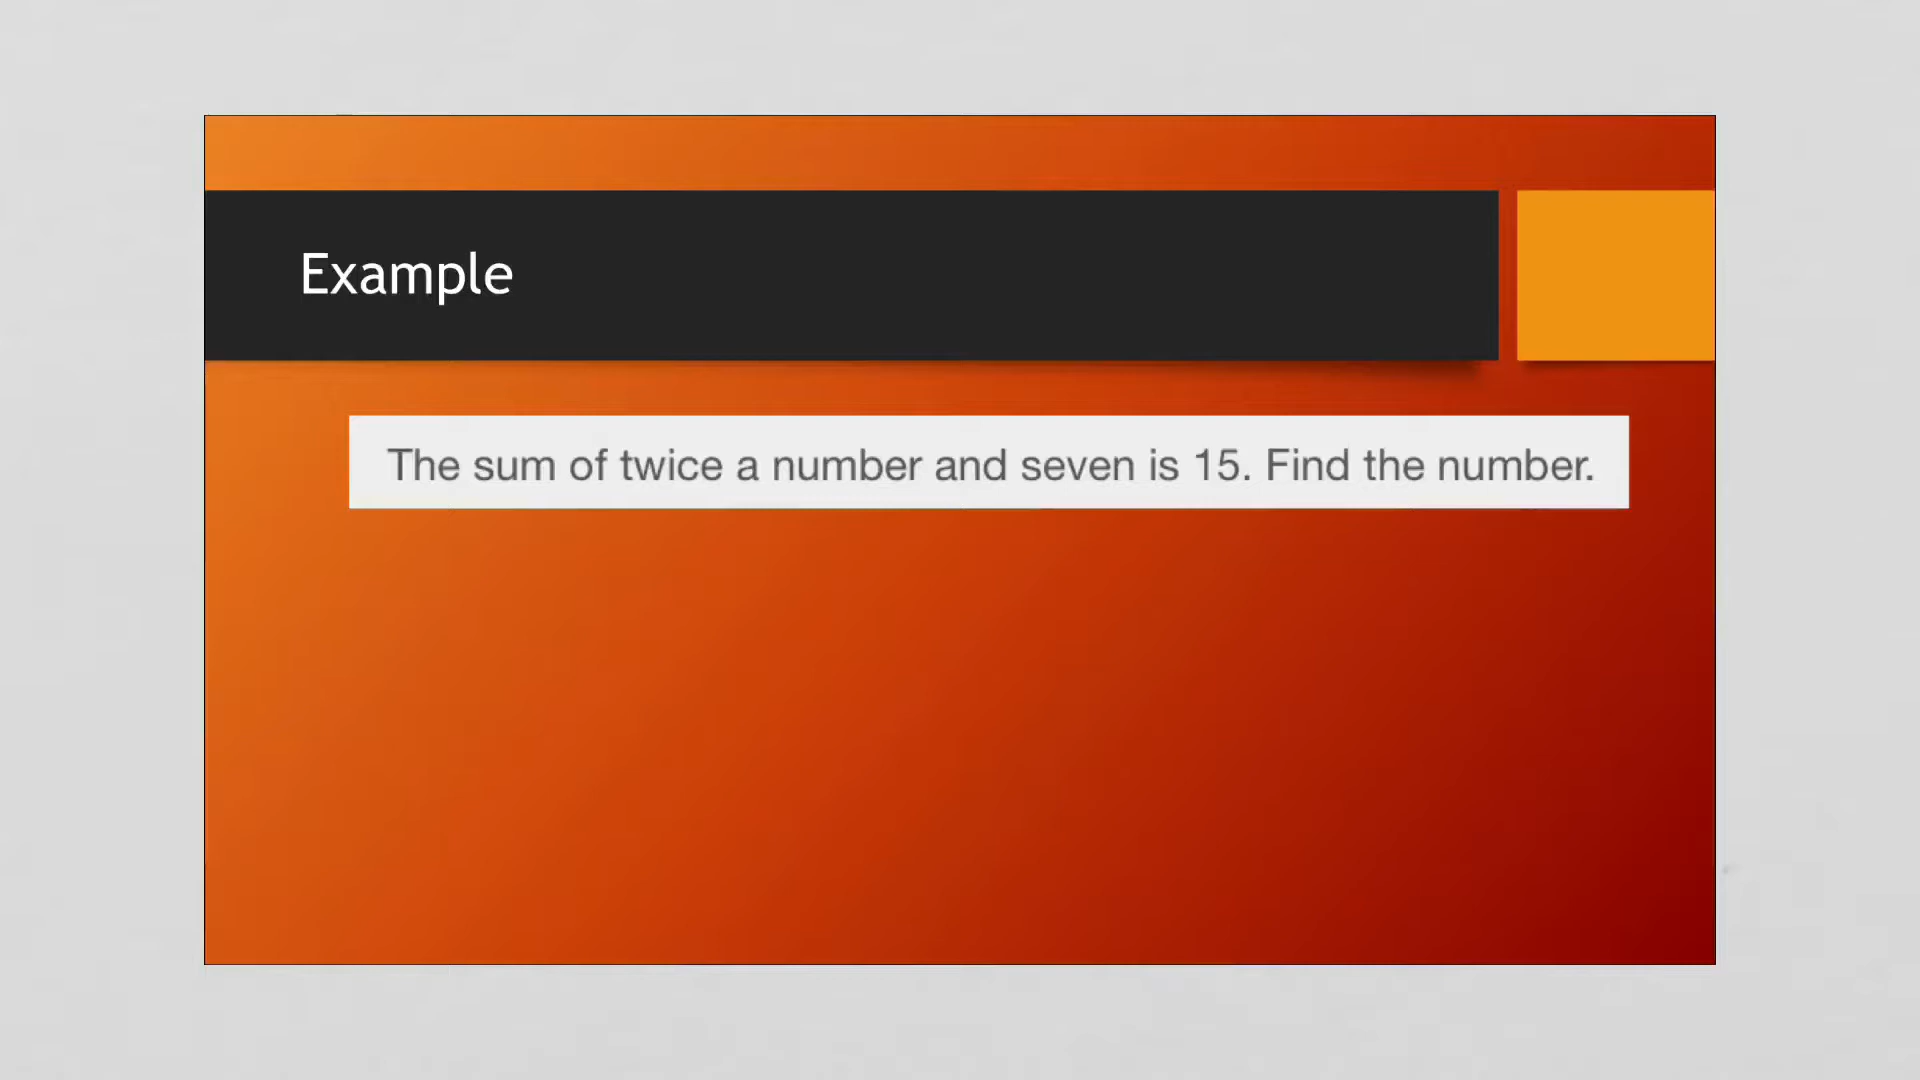 Example
The sum of twice a number and seven is 15. Find the number.